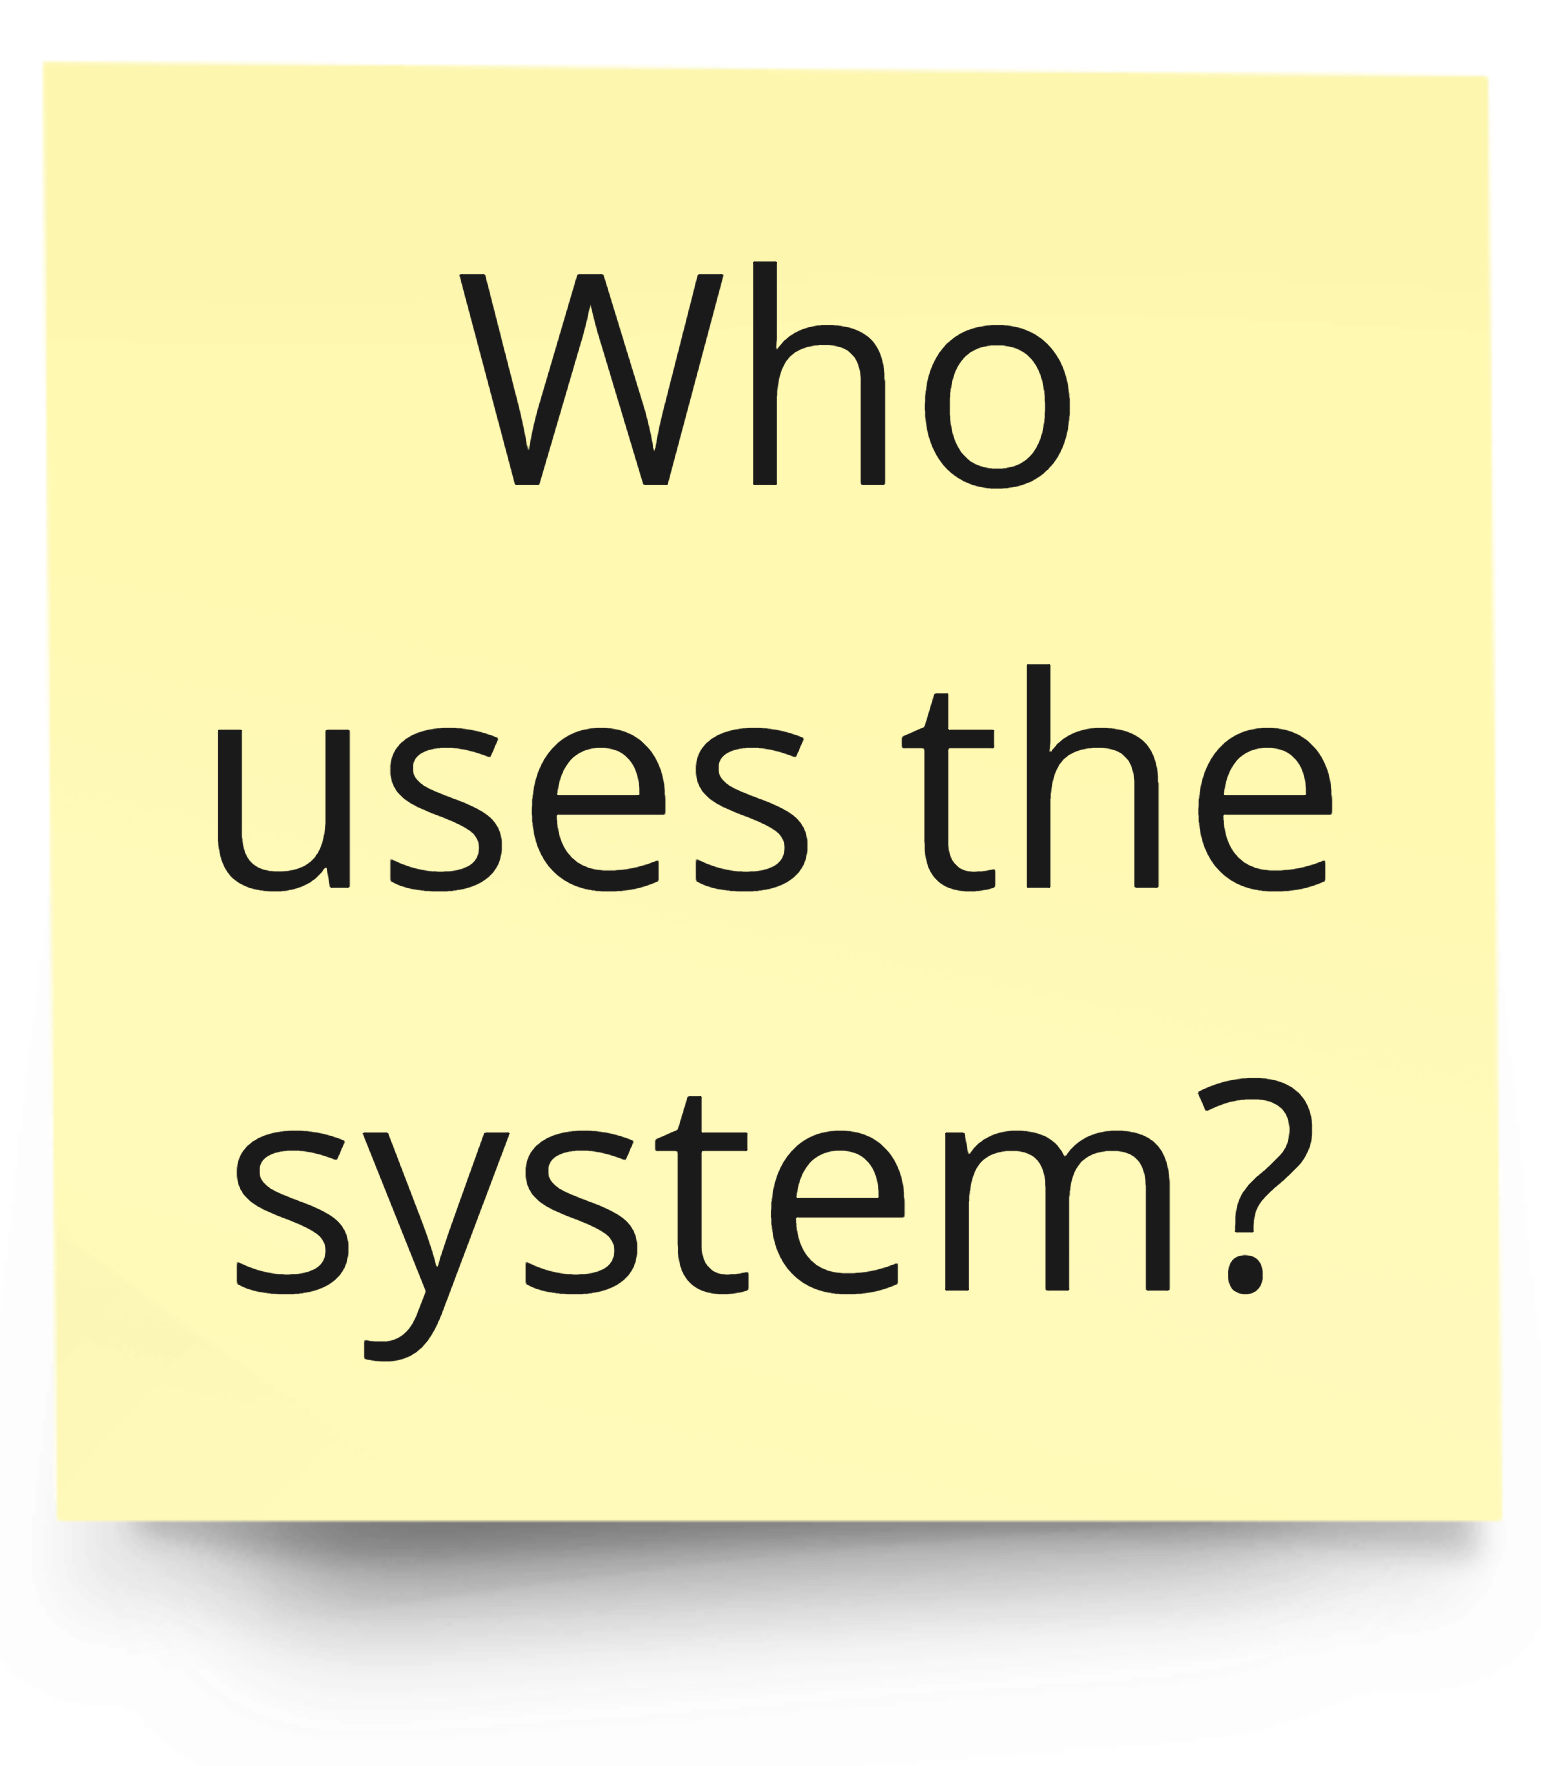 Who
uses the
system?